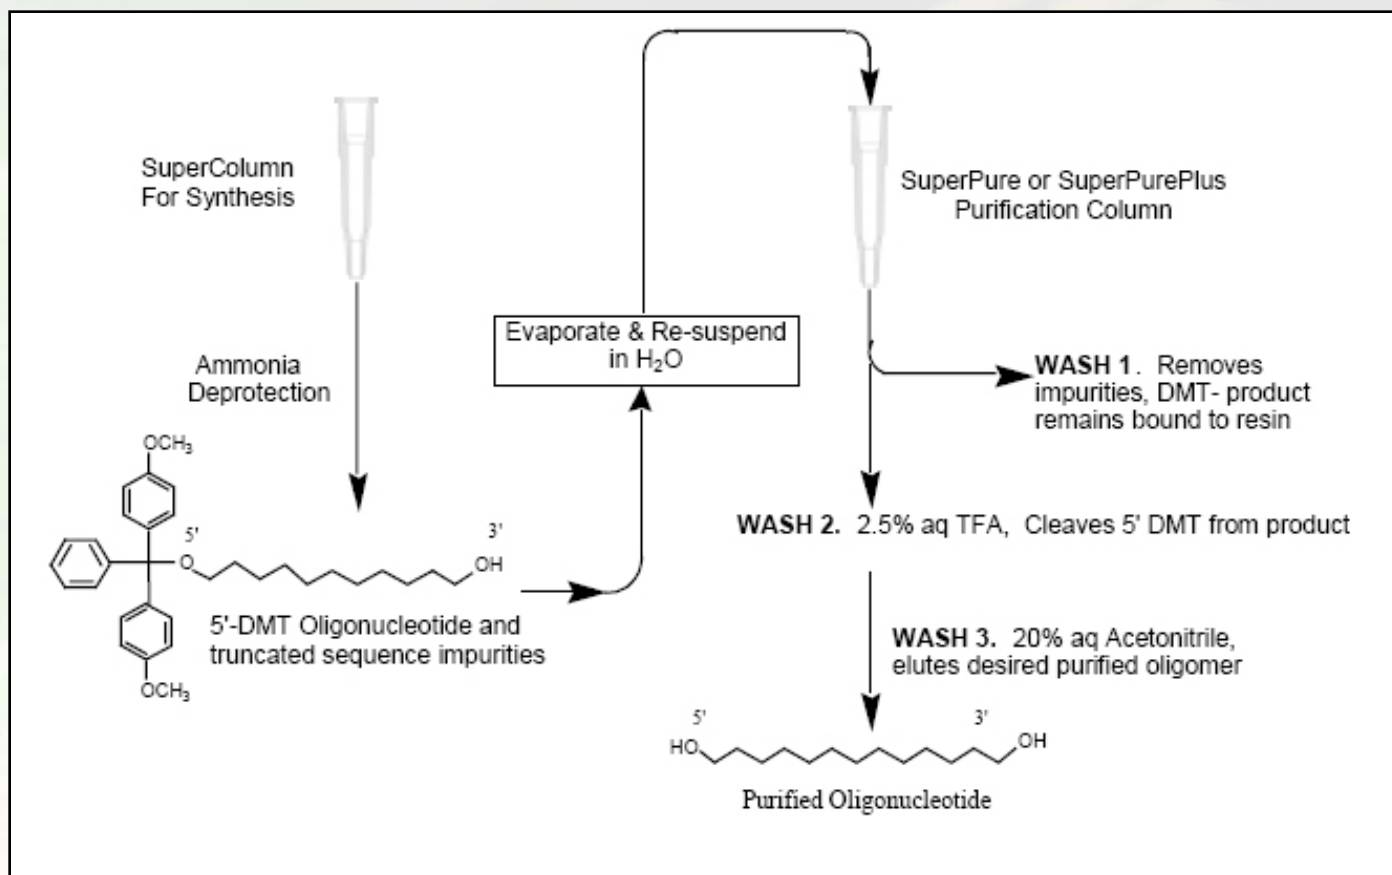 SuperColumn
For Synthesis
Ammonia
Deprotection
OCH₃
5'
O
3'
OH
OCH₃
5'-DMT Oligonucleotide and
truncated sequence impurities
Evaporate & Re-suspend
in H₂O
SuperPure or SuperPurePlus
Purification Column
WASH 1. Removes
impurities, DMT- product
remains bound to resin
WASH 2. 2.5% aq TFA, Cleaves 5' DMT from product
WASH 3. 20% aq Acetonitrile,
elutes desired purified oligomer
5'
3'
HO
OH
Purified Oligonucleotide